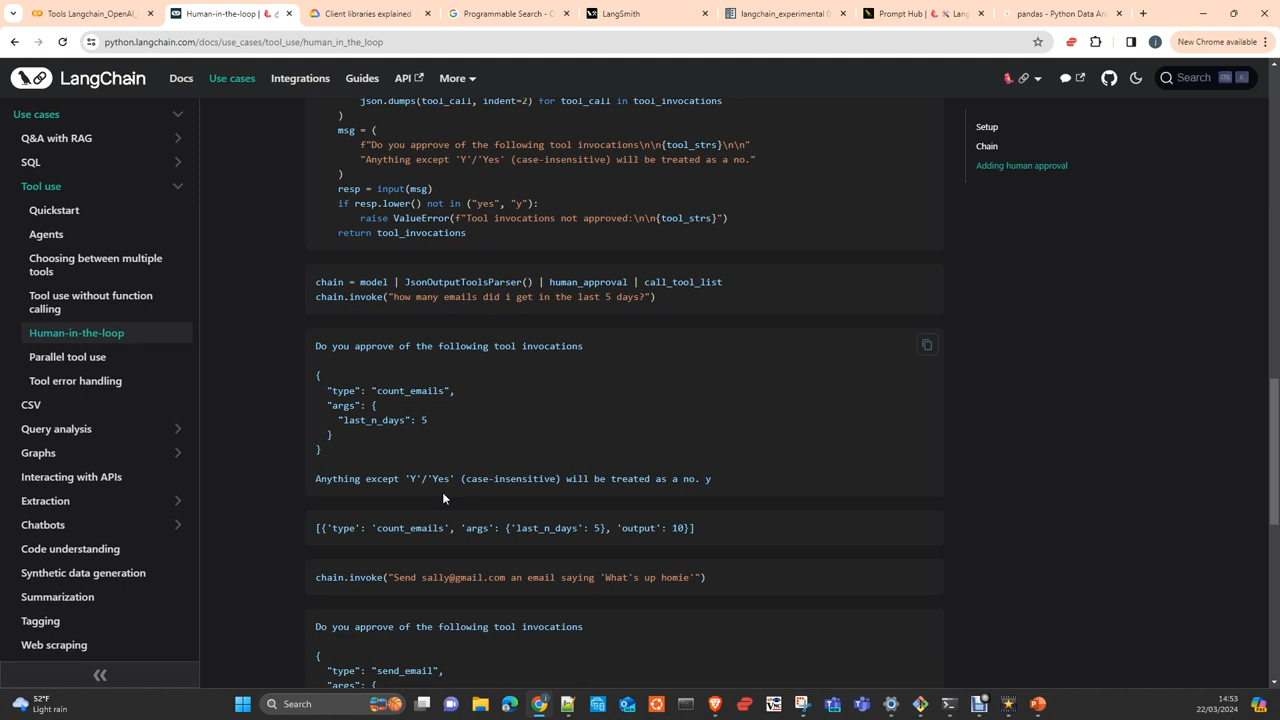 Tools Langchain_OpenAI_
Human-in-the-loop |
Client libraries explained
Programmable Search - C
LangSmith
langchain_experimental 0
Prompt Hub |
Lang
pandas - Python Data An
python.langchain.com/docs/use_cases/tool_use/human_in_the_loop
New Chrome available
LangChain
Docs
Use cases
Integrations
Guides
API
More
Search
Use cases
Q&A with RAG
SQL
Tool use
Quickstart
Agents
Choosing between multiple
tools
Tool use without function
calling
Human-in-the-loop
Parallel tool use
Tool error handling
CSV
Query analysis
Graphs
Interacting with APIs
Extraction
Chatbots
Code understanding
Synthetic data generation
Summarization
Tagging
Web scraping
json.dumps(tool_call, indent=2) for tool_call in tool_invocations
)
msg = (
f"Do you approve of the following tool invocations\n\n{tool_strs}\n\n"
"Anything except 'Y'/'Yes' (case-insensitive) will be treated as a no."
)
resp = input(msg)
if resp.lower() not in ("yes", "y"):
raise ValueError(f"Tool invocations not approved:\n\n{tool_strs}")
return tool_invocations
chain = model | JsonOutputToolsParser() | human_approval | call_tool_list
chain.invoke("how many emails did i get in the last 5 days?")
Do you approve of the following tool invocations
{
"type": "count_emails",
"args": {
"last_n_days": 5
}
}
Anything except 'Y'/'Yes' (case-insensitive) will be treated as a no. y
[{'type': 'count_emails', 'args': {'last_n_days': 5}, 'output': 10}]
chain.invoke("Send sally@gmail.com an email saying 'What's up homie'")
Do you approve of the following tool invocations
{
"type": "send_email",
"args": {
Setup
Chain
Adding human approval
52°F
Light rain
Search
14:53
22/03/2024